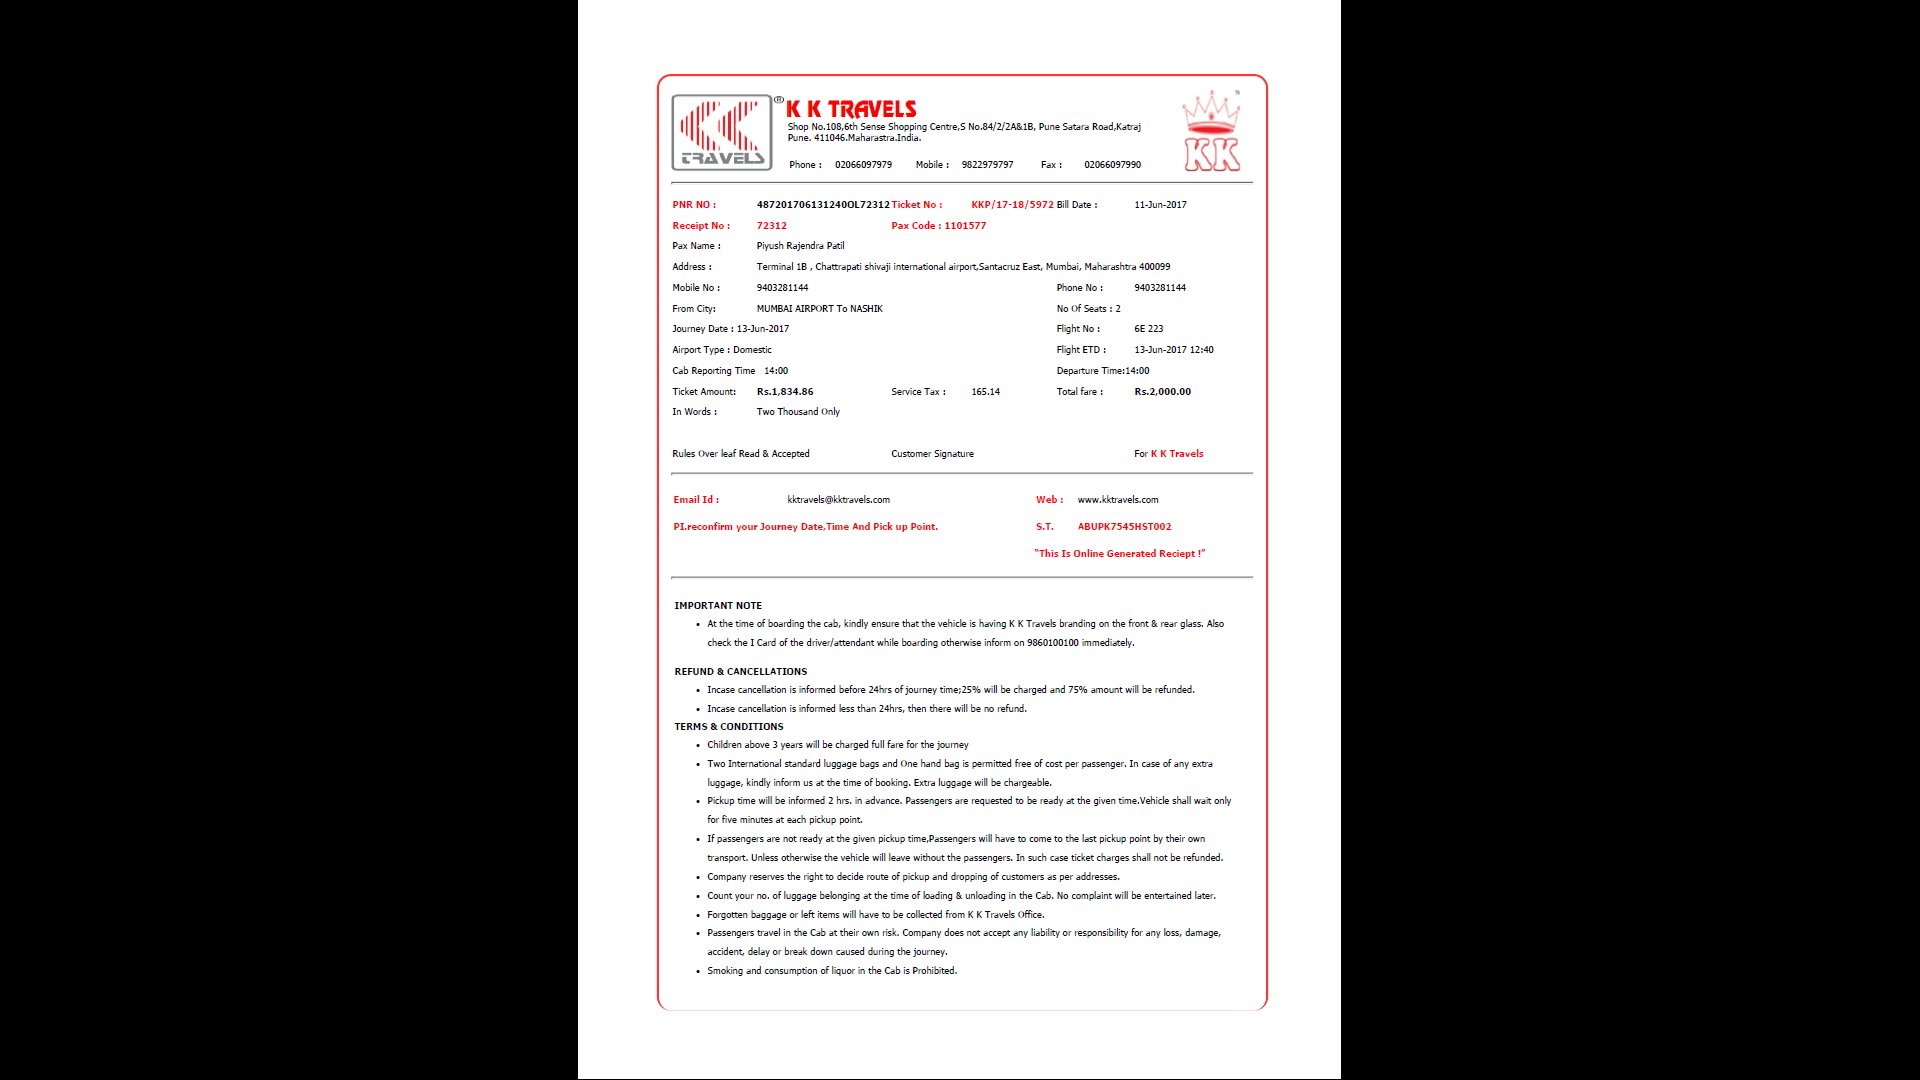 KK TRAVELS ® K K TRAVELS
Shop No.108,6th Sense Shopping Centre,S No.84/2/2A&1B, Pune Satara Road,Katraj
Pune. 411046.Maharastra.India.
KK
Phone : 02066097979 Mobile : 9822979797 Fax : 02066097990
PNR NO : 487201706131240OL72312 Ticket No : KKP/17-18/5972 Bill Date : 11-Jun-2017
Receipt No : 72312 Pax Code : 1101577
Pax Name : Piyush Rajendra Patil
Address : Terminal 1B , Chattrapati shivaji international airport,Santacruz East, Mumbai, Maharashtra 400099
Mobile No : 9403281144 Phone No : 9403281144
From City: MUMBAI AIRPORT To NASHIK No Of Seats : 2
Journey Date : 13-Jun-2017 Flight No : 6E 223
Airport Type : Domestic Flight ETD : 13-Jun-2017 12:40
Cab Reporting Time 14:00 Departure Time:14:00
Ticket Amount: Rs.1,834.86 Service Tax : 165.14 Total fare : Rs.2,000.00
In Words : Two Thousand Only
Rules Over leaf Read & Accepted Customer Signature For K K Travels
Email Id : kktravels@kktravels.com Web : www.kktravels.com
PI.reconfirm your Journey Date,Time And Pick up Point. S.T. ABUPK7545HST002
"This Is Online Generated Reciept !"
IMPORTANT NOTE
• At the time of boarding the cab, kindly ensure that the vehicle is having K K Travels branding on the front & rear glass. Also
check the I Card of the driver/attendant while boarding otherwise inform on 9860100100 immediately.
REFUND & CANCELLATIONS
• Incase cancellation is informed before 24hrs of journey time;25% will be charged and 75% amount will be refunded.
• Incase cancellation is informed less than 24hrs, then there will be no refund.
TERMS & CONDITIONS
• Children above 3 years will be charged full fare for the journey
• Two International standard luggage bags and One hand bag is permitted free of cost per passenger. In case of any extra
luggage, kindly inform us at the time of booking. Extra luggage will be chargeable.
• Pickup time will be informed 2 hrs. in advance. Passengers are requested to be ready at the given time.Vehicle shall wait only
for five minutes at each pickup point.
• If passengers are not ready at the given pickup time,Passengers will have to come to the last pickup point by their own
transport. Unless otherwise the vehicle will leave without the passengers. In such case ticket charges shall not be refunded.
• Company reserves the right to decide route of pickup and dropping of customers as per addresses.
• Count your no. of luggage belonging at the time of loading & unloading in the Cab. No complaint will be entertained later.
• Forgotten baggage or left items will have to be collected from K K Travels Office.
• Passengers travel in the Cab at their own risk. Company does not accept any liability or responsibility for any loss, damage,
accident, delay or break down caused during the journey.
• Smoking and consumption of liquor in the Cab is Prohibited.